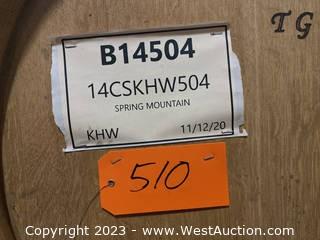 B14504
TG
14CSKHW504
SPRING MOUNTAIN
KHW 11/12/20
510
Copyright 2023 - www.WestAuction.com